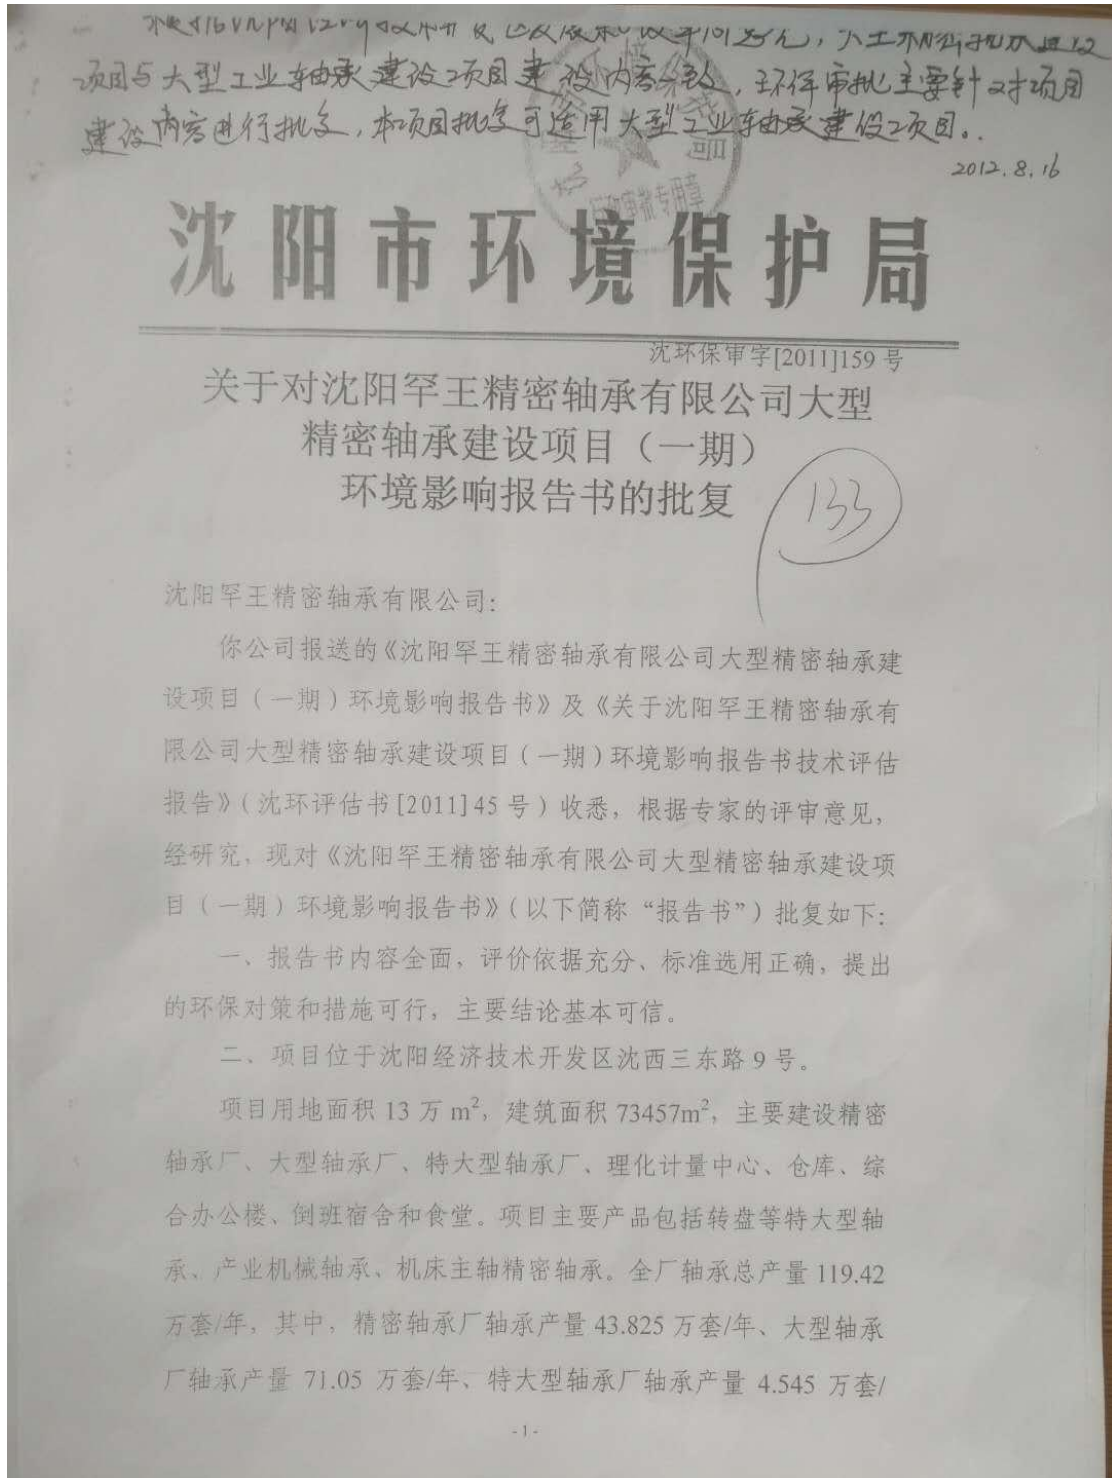 项目与大型工业轴承建设项目建设内容一致，环保审批主要针对项目
建设内容进行批复，本项目批复可适用大型工业轴承建设项目。
2012.8.16
行政审批专用章
沈阳市环境保护局
沈环保审字[2011]159号
关于对沈阳罕王精密轴承有限公司大型
精密轴承建设项目（一期）
环境影响报告书的批复
133
沈阳罕王精密轴承有限公司：
你公司报送的《沈阳罕王精密轴承有限公司大型精密轴承建
设项目（一期）环境影响报告书》及《关于沈阳罕王精密轴承有
限公司大型精密轴承建设项目（一期）环境影响报告书技术评估
报告》（沈环评估书[2011]45号）收悉，根据专家的评审意见，
经研究，现对《沈阳罕王精密轴承有限公司大型精密轴承建设项
目（一期）环境影响报告书》（以下简称“报告书”）批复如下：
一、报告书内容全面，评价依据充分、标准选用正确，提出
的环保对策和措施可行，主要结论基本可信。
二、项目位于沈阳经济技术开发区沈西三东路9号。
项目用地面积13万m²，建筑面积73457m²，主要建设精密
轴承厂、大型轴承厂、特大型轴承厂、理化计量中心、仓库、综
合办公楼、倒班宿舍和食堂。项目主要产品包括转盘等特大型轴
承、产业机械轴承、机床主轴精密轴承。全厂轴承总产量119.42
万套/年，其中，精密轴承厂轴承产量43.825万套/年、大型轴承
厂轴承产量71.05万套/年、特大型轴承厂轴承产量4.545万套/
-1-